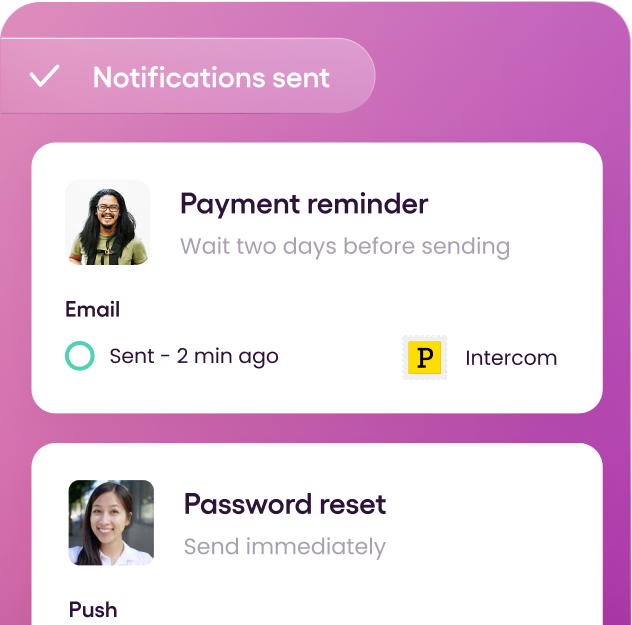 Notifications sent
Payment reminder
Wait two days before sending
Email
Sent - 2 min ago
P
Intercom
Password reset
Send immediately
Push